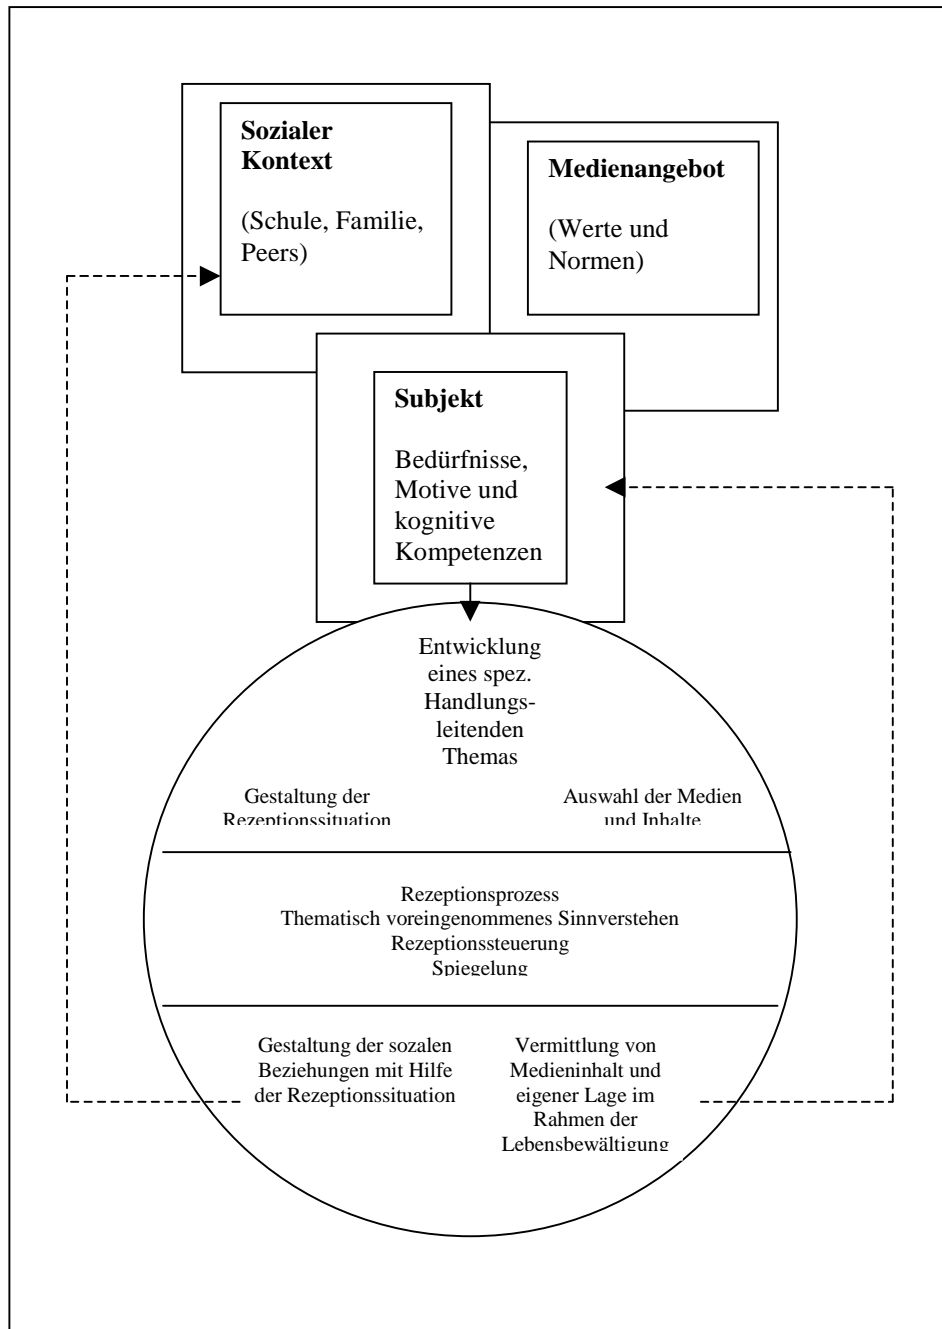 Sozialer
Kontext
(Schule, Familie,
Peers)
Medienangebot
(Werte und
Normen)
Subjekt
Bedürfnisse,
Motive und
kognitive
Kompetenzen
Entwicklung
eines spez.
Handlungs-
leitenden
Themas
Gestaltung der
Rezeptionssituation
Auswahl der Medien
und Inhalte
Rezeptionsprozess
Thematisch voreingenommenes Sinnverstehen
Rezeptionssteuerung
Spiegelung
Gestaltung der sozalen
Beziehungen mit Hilfe
der Rezeptionssituation
Vermittlung von
Medieninhalt und
eigener Lage im
Rahmen der
Lebensbewältigung